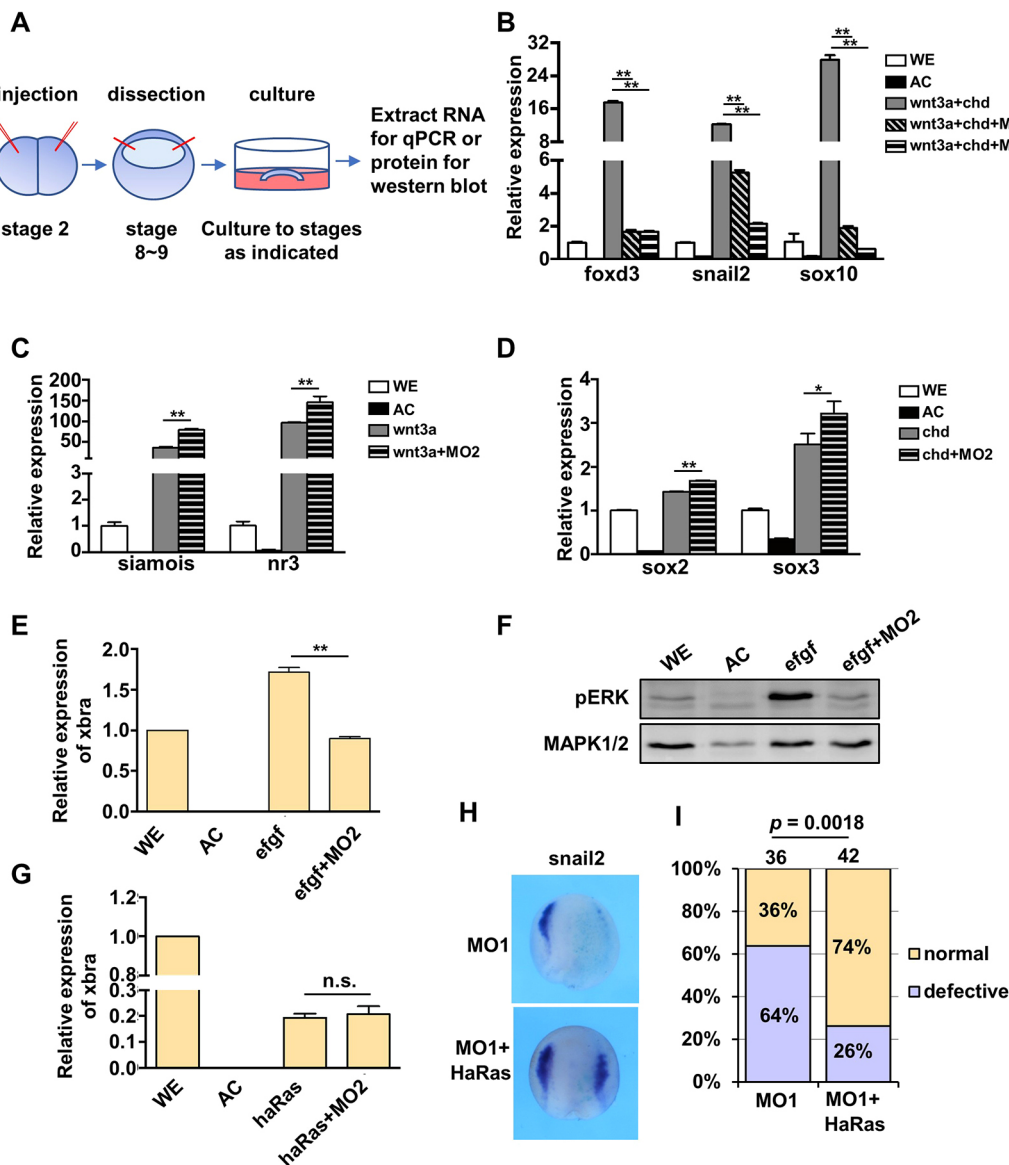 A
injection
dissection
culture
Extract RNA
for qPCR or
protein for
western blot
stage 2
stage
8~9
Culture to stages
as indicated
B
Relative expression
32
24
16
8
6
4
2
0
**
**
**
**
**
**
foxd3
snail2
sox10
WE
AC
wnt3a+chd
wnt3a+chd+M
wnt3a+chd+M
C
Relative expression
200
150
100
50
3
2
1
0
**
**
siamois
nr3
WE
AC
wnt3a
wnt3a+MO2
D
Relative expression
4
3
2
1
0
**
*
sox2
sox3
WE
AC
chd
chd+MO2
E
Relative expression
of xbra
2.0
1.5
1.0
0.5
0.0
**
WE
AC
efgf
efgf+MO2
F
WE
AC
efgf
efgf+MO2
pERK
MAPK1/2
G
Relative expression
of xbra
1.2
1.0
0.8
0.3
0.2
0.1
0.0
n.s.
WE
AC
haRas
haRas+MO2
H
snail2
MO1
MO1+
HaRas
I
p = 0.0018
36
42
100%
80%
60%
40%
20%
0%
36%
64%
74%
26%
MO1
MO1+
HaRas
normal
defective